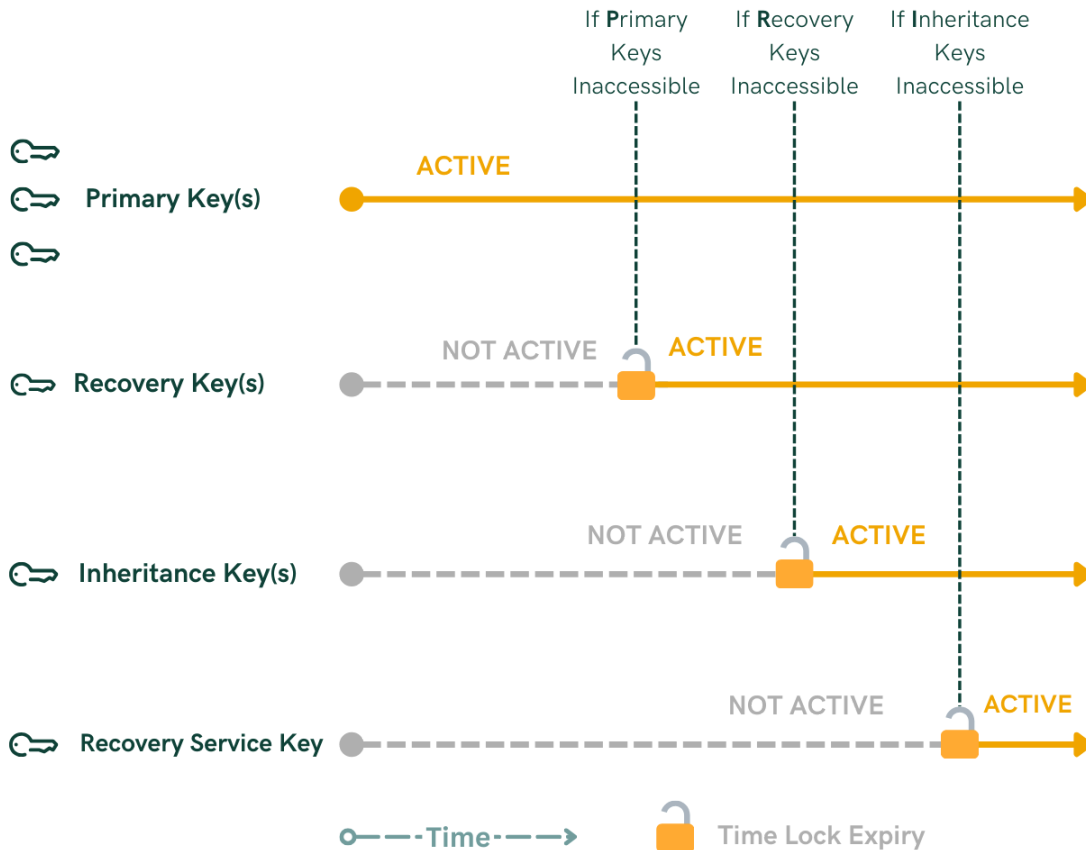 If Primary
Keys
Inaccessible
If Recovery
Keys
Inaccessible
If Inheritance
Keys
Inaccessible
ACTIVE
Primary Key(s)
NOT ACTIVE
ACTIVE
Recovery Key(s)
NOT ACTIVE
ACTIVE
Inheritance Key(s)
NOT ACTIVE
ACTIVE
Recovery Service Key
Time
Time Lock Expiry